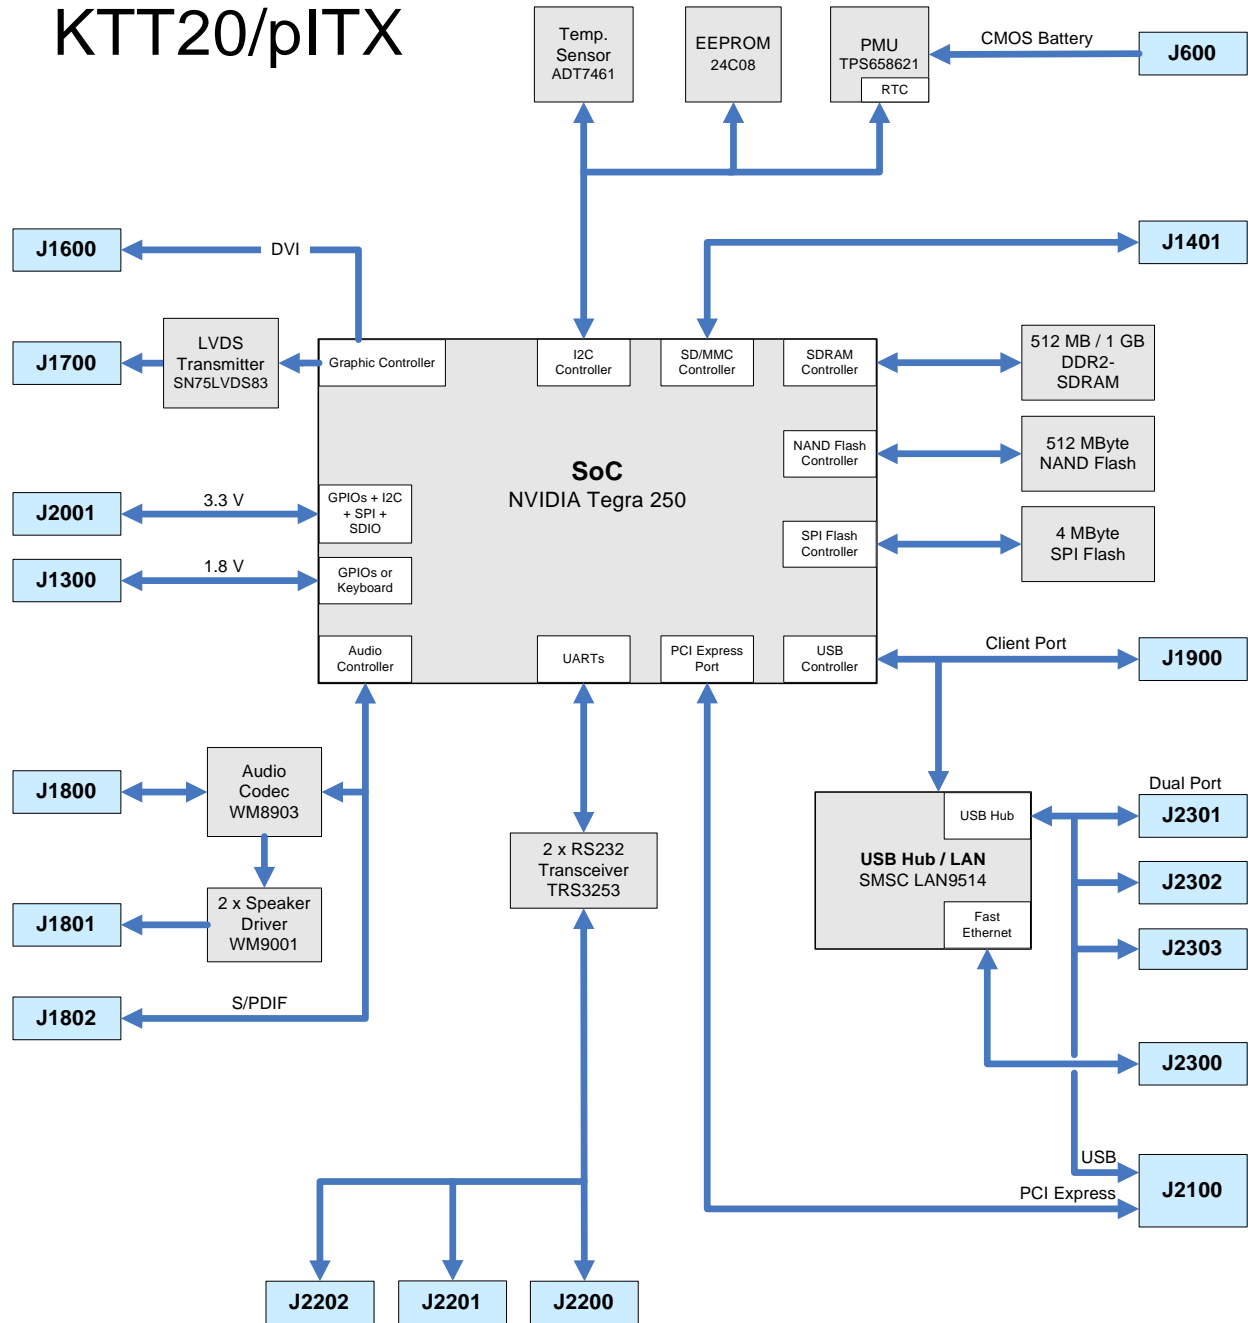 KTT20/pITX
Temp.
Sensor
ADT7461
EEPROM
24C08
PMU
TPS658621
RTC
CMOS Battery
J600
J1600
DVI
J1401
J1700
LVDS
Transmitter
SN75LVDS83
Graphic Controller
I2C
Controller
SD/MMC
Controller
SDRAM
Controller
512 MB / 1 GB
DDR2-
SDRAM
NAND Flash
Controller
512 MByte
NAND Flash
SoC
NVIDIA Tegra 250
J2001
3.3 V
GPIOs + I2C
+ SPI +
SDIO
SPI Flash
Controller
4 MByte
SPI Flash
J1300
1.8 V
GPIOs or
Keyboard
Audio
Controller
UARTs
PCI Express
Port
USB
Controller
Client Port
J1900
J1800
Audio
Codec
WM8903
Dual Port
USB Hub
J2301
2 x RS232
Transceiver
TRS3253
USB Hub / LAN
SMSC LAN9514
J2302
J1801
2 x Speaker
Driver
WM9001
Fast
Ethernet
J2303
S/PDIF
J1802
J2300
USB
PCI Express
J2100
J2202
J2201
J2200